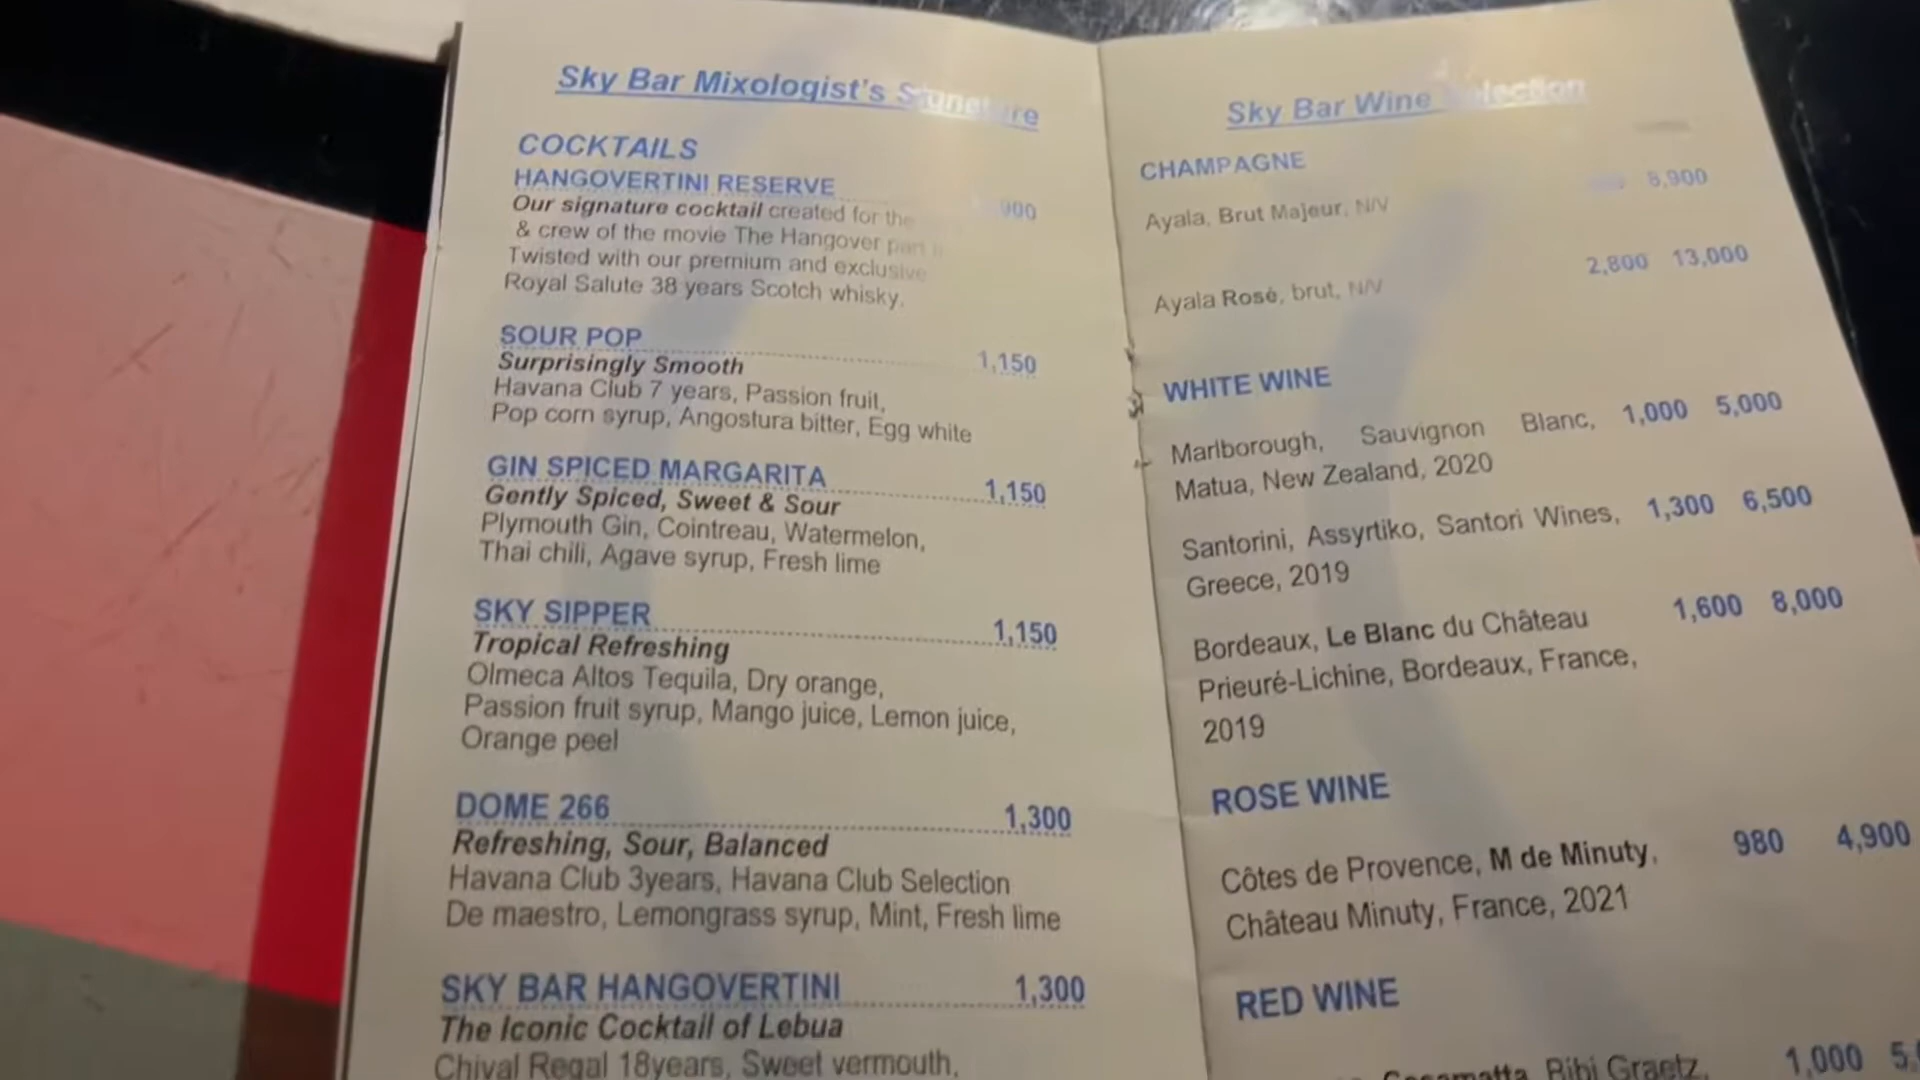 Sky Bar Mixologist's
COCKTAILS
HANGOVERTINI RESERVE
Our signature cocktail created for the
& crew of the movie The Hangover part
Twisted with our premium and exclusive
Royal Salute 38 years Scotch whisky.
SOUR POP 1,150
Surprisingly Smooth
Havana Club 7 years, Passion fruit,
Pop corn syrup, Angostura bitter, Egg white
GIN SPICED MARGARITA 1,150
Gently Spiced, Sweet & Sour
Plymouth Gin, Cointreau, Watermelon,
Thai chili, Agave syrup, Fresh lime
SKY SIPPER 1,150
Tropical Refreshing
Olmeca Altos Tequila, Dry orange,
Passion fruit syrup, Mango juice, Lemon juice,
Orange peel
DOME 266 1,300
Refreshing, Sour, Balanced
Havana Club 3years, Havana Club Selection
De maestro, Lemongrass syrup, Mint, Fresh lime
SKY BAR HANGOVERTINI 1,300
The Iconic Cocktail of Lebua
Chival Regal 18years, Sweet vermouth,
Sky Bar Wine
CHAMPAGNE
8,900
Ayala, Brut Majeur, N/V
2,800 13,000
Ayala Rosé, brut, N/V
WHITE WINE
Marlborough, Sauvignon Blanc, 1,000 5,000
Matua, New Zealand, 2020
Santorini, Assyrtiko, Santori Wines, 1,300 6,500
Greece, 2019
Bordeaux, Le Blanc du Château 1,600 8,000
Prieuré-Lichine, Bordeaux, France,
2019
ROSE WINE
Côtes de Provence, M de Minuty, 980 4,900
Château Minuty, France, 2021
RED WINE
Bibi Graetz, 1,000